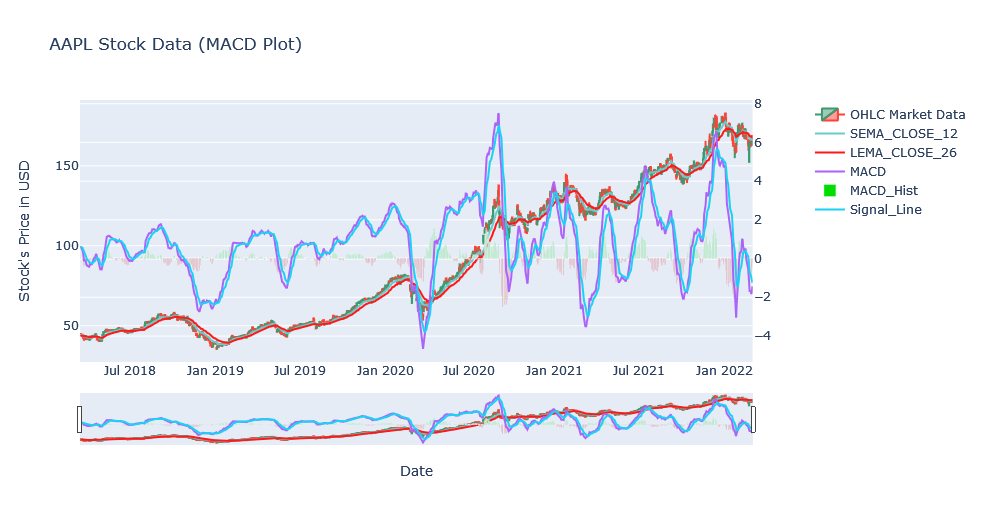 AAPL Stock Data (MACD Plot)
OHLC Market Data
SEMA_CLOSE_12
LEMA_CLOSE_26
MACD
MACD_Hist
Signal_Line
Stock's Price in USD
150
100
50
8
6
4
2
0
−2
−4
Jul 2018
Jan 2019
Jul 2019
Jan 2020
Jul 2020
Jan 2021
Jul 2021
Jan 2022
Date